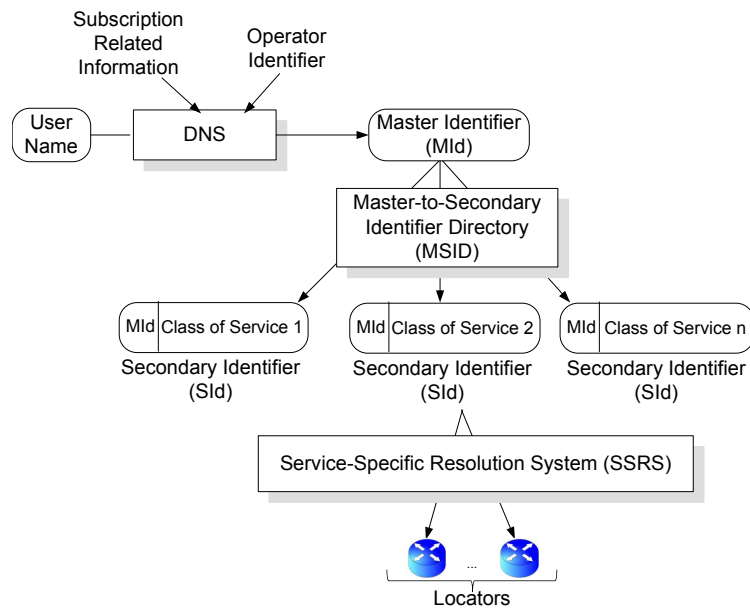 Subscription
Related
Information
Operator
Identifier
User
Name
DNS
Master Identifier
(MId)
Master-to-Secondary
Identifier Directory
(MSID)
MId Class of Service 1
MId Class of Service 2
MId Class of Service n
Secondary Identifier
(SId)
Secondary Identifier
(SId)
Secondary Identifier
(SId)
Service-Specific Resolution System (SSRS)
...
Locators